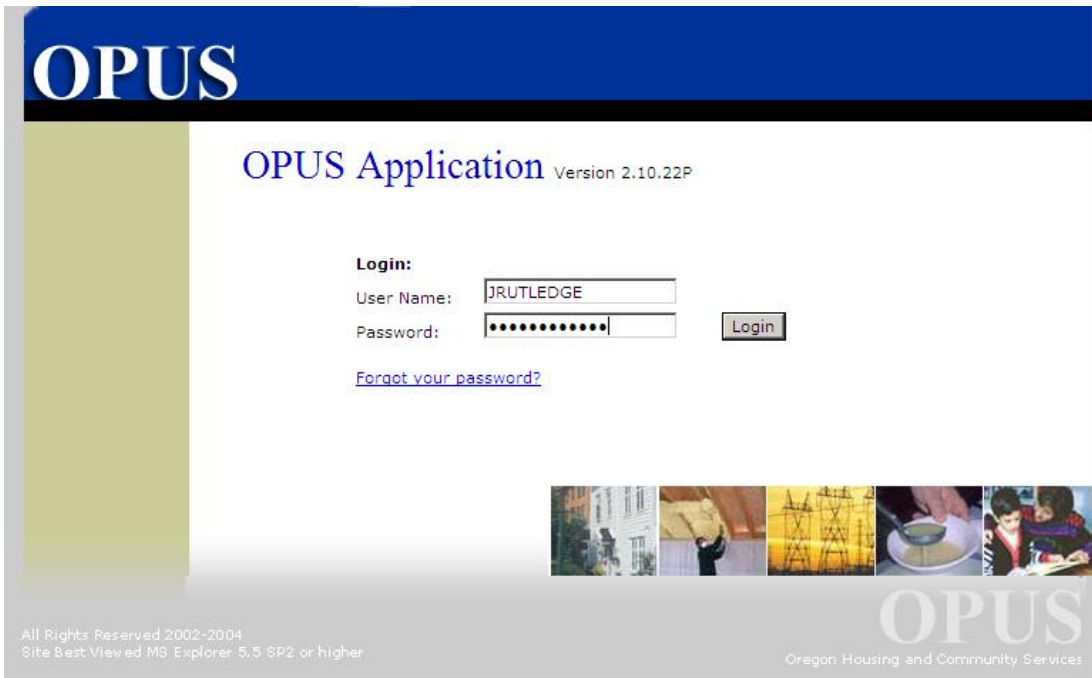 OPUS
OPUS Application Version 2.10.22P
Login:
User Name: JRUTLEDGE
Password: ●●●●●●●●●●●● Login
Forgot your password?
OPUS
All Rights Reserved 2002-2004
Site Best Viewed MS Explorer 5.5 SP2 or higher
Oregon Housing and Community Services